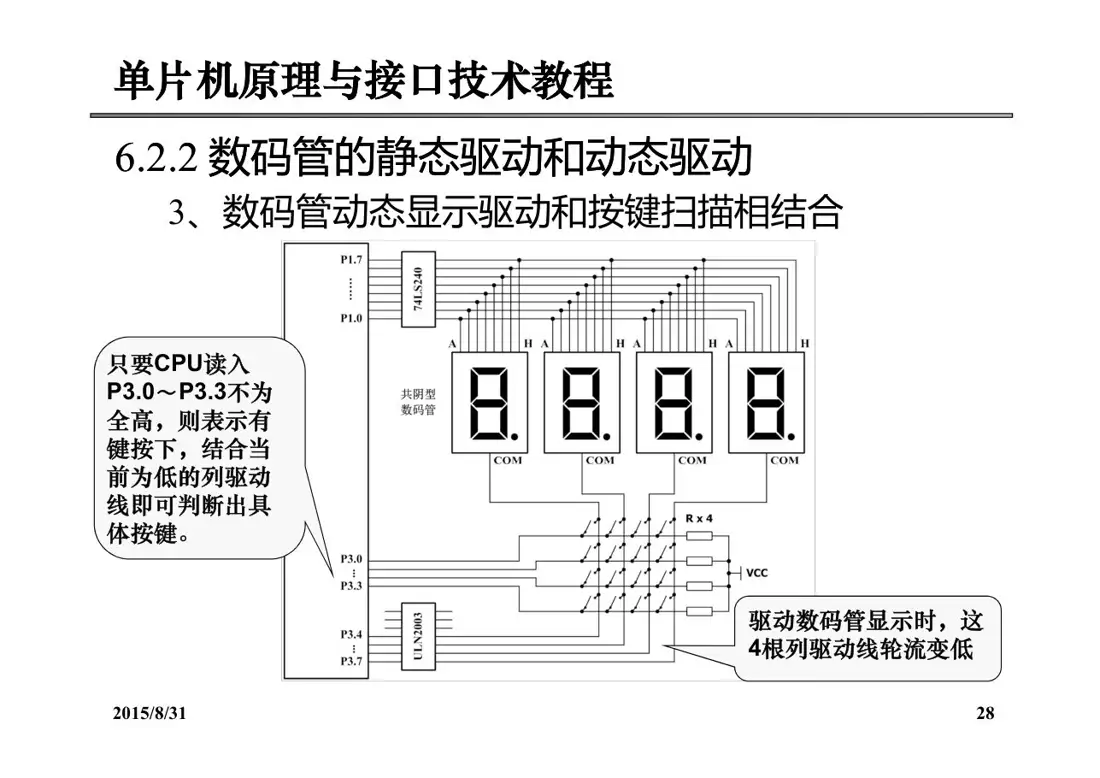 单片机原理与接口技术教程
6.2.2 数码管的静态驱动和动态驱动
3、数码管动态显示驱动和按键扫描相结合
P1.7
......
P1.0
74LS240
A
H
A
H
A
H
A
H
共阴型
数码管
COM
COM
COM
COM
只要CPU读入
P3.0～P3.3不为
全高，则表示有
键按下，结合当
前为低的列驱动
线即可判断出具
体按键。
R x 4
VCC
P3.0
...
P3.3
P3.4
...
P3.7
ULN2003
驱动数码管显示时，这
4根列驱动线轮流变低
2015/8/31
28